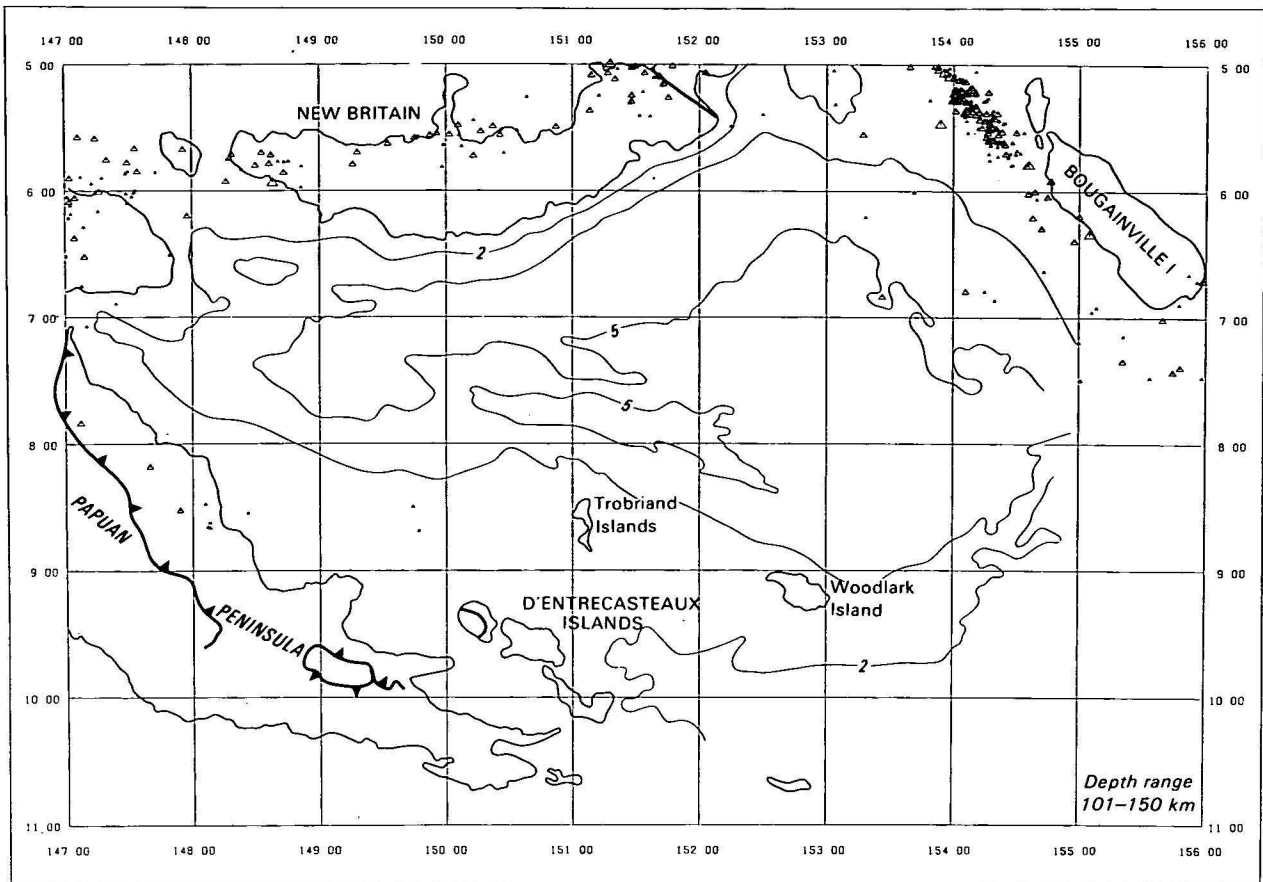 147 00 148 00 149 00 150 00 151 00 152 00 153 00 154 00 155 00 156 00
5 00 5 00
NEW BRITAIN
6 00 6 00
BOUGAINVILLE I
2
7 00 5 7 00
5
8 00 8 00
PAPUAN
Trobriand
Islands
9 00 9 00
Woodlark
Island
PENINSULA
D'ENTRECASTEAUX
ISLANDS
2
10 00 10 00
Depth range
101–150 km
11 00 11 00
147 00 148 00 149 00 150 00 151 00 152 00 153 00 154 00 155 00 156 00